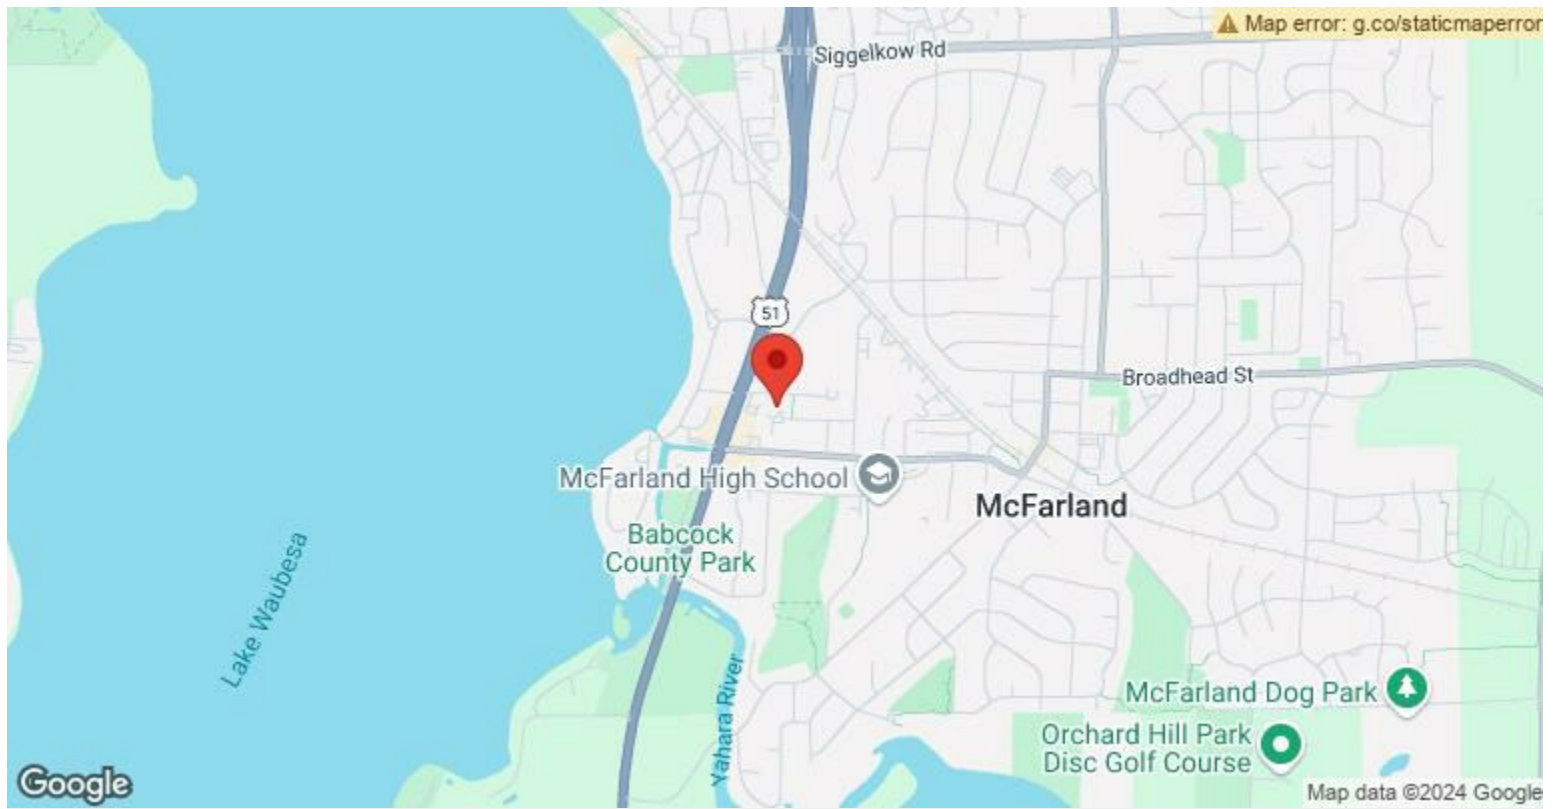 Map error: g.co/staticmaperror
Siggelkow Rd
51
Broadhead St
McFarland High School
McFarland
Babcock
County Park
Lake Waubesa
Yahara River
McFarland Dog Park
Orchard Hill Park
Disc Golf Course
Google
Map data ©2024 Google